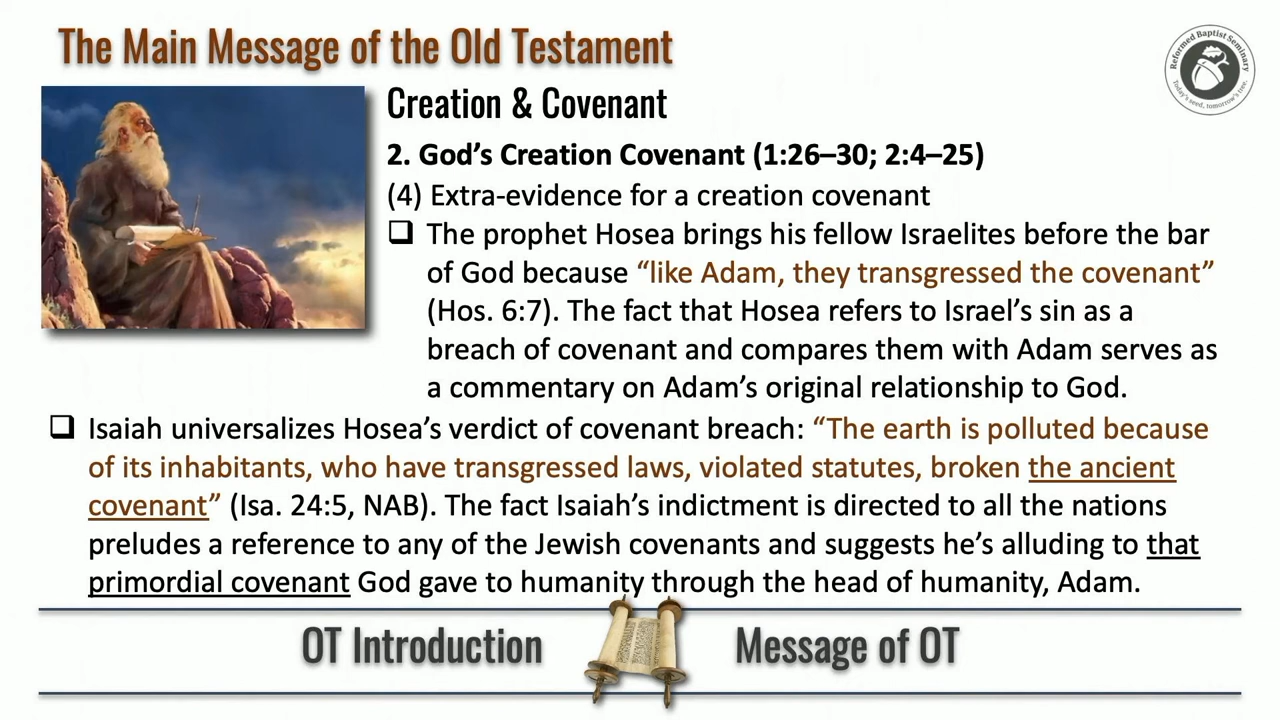 The Main Message of the Old Testament
Reformed Baptist Seminary
Today's seed, tomorrow's tree.
Creation & Covenant
2. God's Creation Covenant (1:26–30; 2:4–25)
(4) Extra-evidence for a creation covenant
❑ The prophet Hosea brings his fellow Israelites before the bar
of God because “like Adam, they transgressed the covenant”
(Hos. 6:7). The fact that Hosea refers to Israel’s sin as a
breach of covenant and compares them with Adam serves as
a commentary on Adam’s original relationship to God.
❑ Isaiah universalizes Hosea’s verdict of covenant breach: “The earth is polluted because
of its inhabitants, who have transgressed laws, violated statutes, broken the ancient
covenant” (Isa. 24:5, NAB). The fact Isaiah’s indictment is directed to all the nations
preludes a reference to any of the Jewish covenants and suggests he’s alluding to that
primordial covenant God gave to humanity through the head of humanity, Adam.
OT Introduction
Message of OT